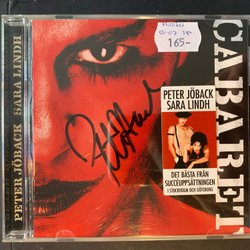 PETER JÖBACK SARA LINDH
165-
CABARET
PETER JÖBACK
SARA LINDH
DET BÄSTA FRÅN
SUCCÉUPPSÄTTNINGEN
I STOCKHOLM OCH GÖTEBORG